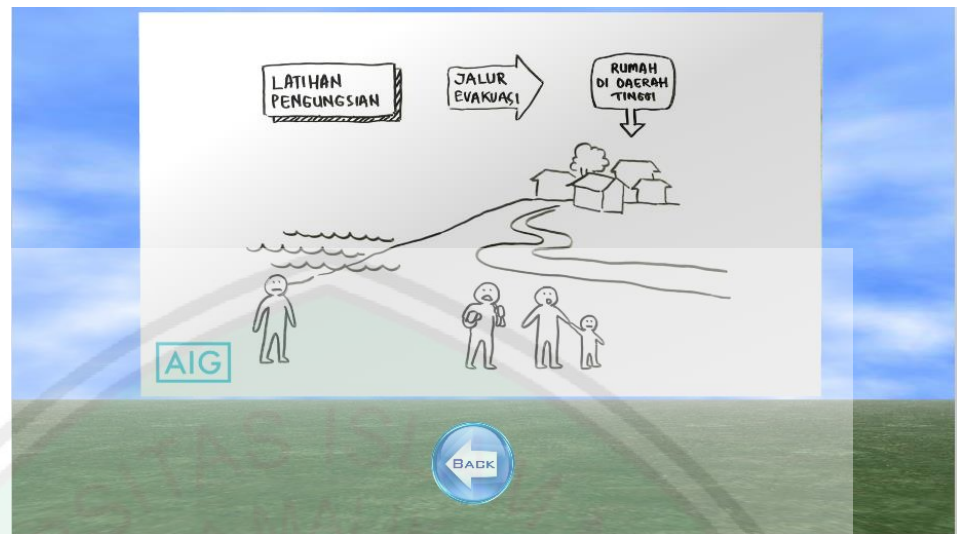 LATIHAN
PENGUNGSIAN
JALUR
EVAKUASI
RUMAH
DI DAERAH
TINGGI
AIG
BACK